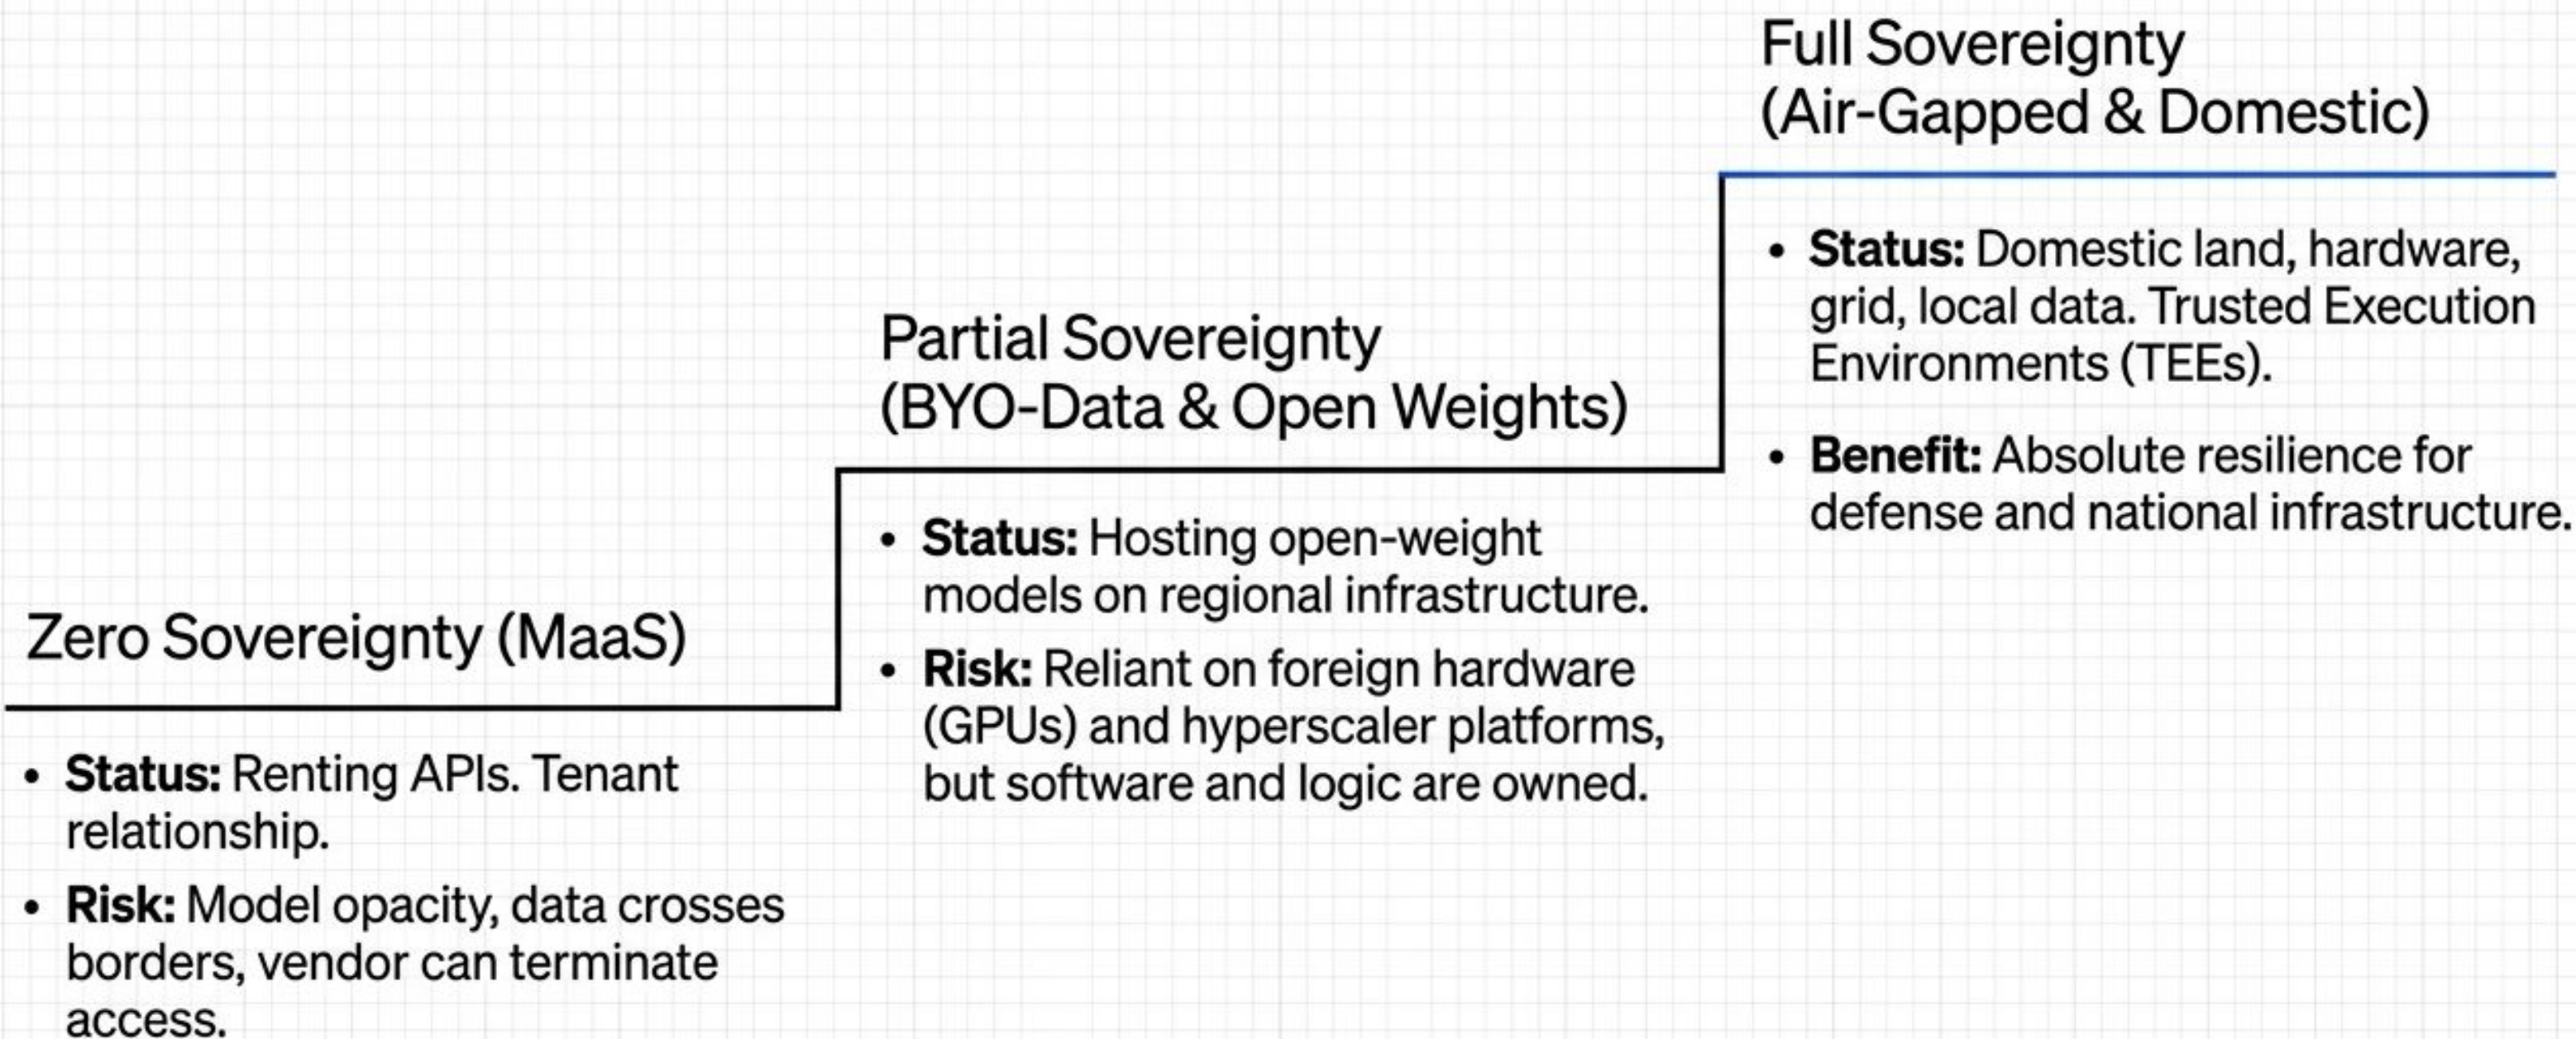 Zero Sovereignty (MaaS)
• Status: Renting APIs. Tenant
relationship.
• Risk: Model opacity, data crosses
borders, vendor can terminate
access.
Partial Sovereignty
(BYO-Data & Open Weights)
• Status: Hosting open-weight
models on regional infrastructure.
• Risk: Reliant on foreign hardware
(GPUs) and hyperscaler platforms,
but software and logic are owned.
Full Sovereignty
(Air-Gapped & Domestic)
• Status: Domestic land, hardware,
grid, local data. Trusted Execution
Environments (TEEs).
• Benefit: Absolute resilience for
defense and national infrastructure.